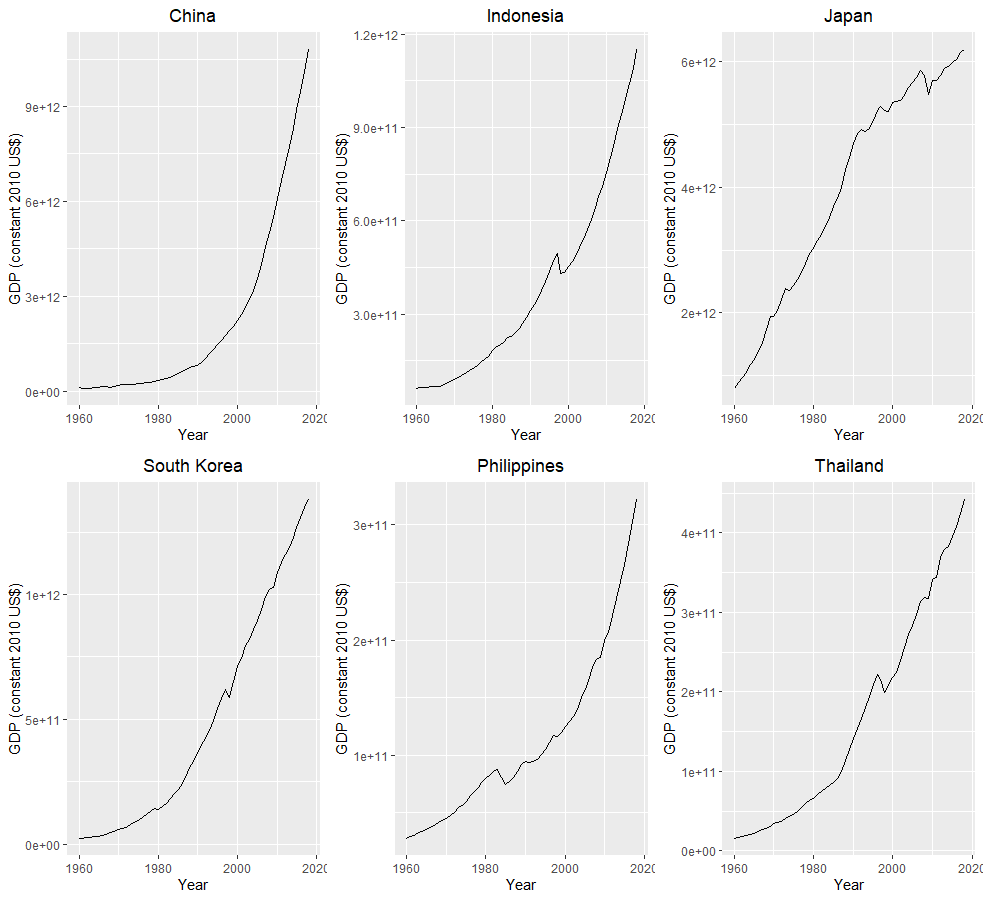 China
GDP (constant 2010 US$)
9e+12
6e+12
3e+12
0e+00
1960 1980 2000 2020
Year
Indonesia
GDP (constant 2010 US$)
1.2e+12
9.0e+11
6.0e+11
3.0e+11
1960 1980 2000 2020
Year
Japan
GDP (constant 2010 US$)
6e+12
4e+12
2e+12
1960 1980 2000 2020
Year
South Korea
GDP (constant 2010 US$)
1e+12
5e+11
0e+00
1960 1980 2000 2020
Year
Philippines
GDP (constant 2010 US$)
3e+11
2e+11
1e+11
1960 1980 2000 2020
Year
Thailand
GDP (constant 2010 US$)
4e+11
3e+11
2e+11
1e+11
0e+00
1960 1980 2000 2020
Year